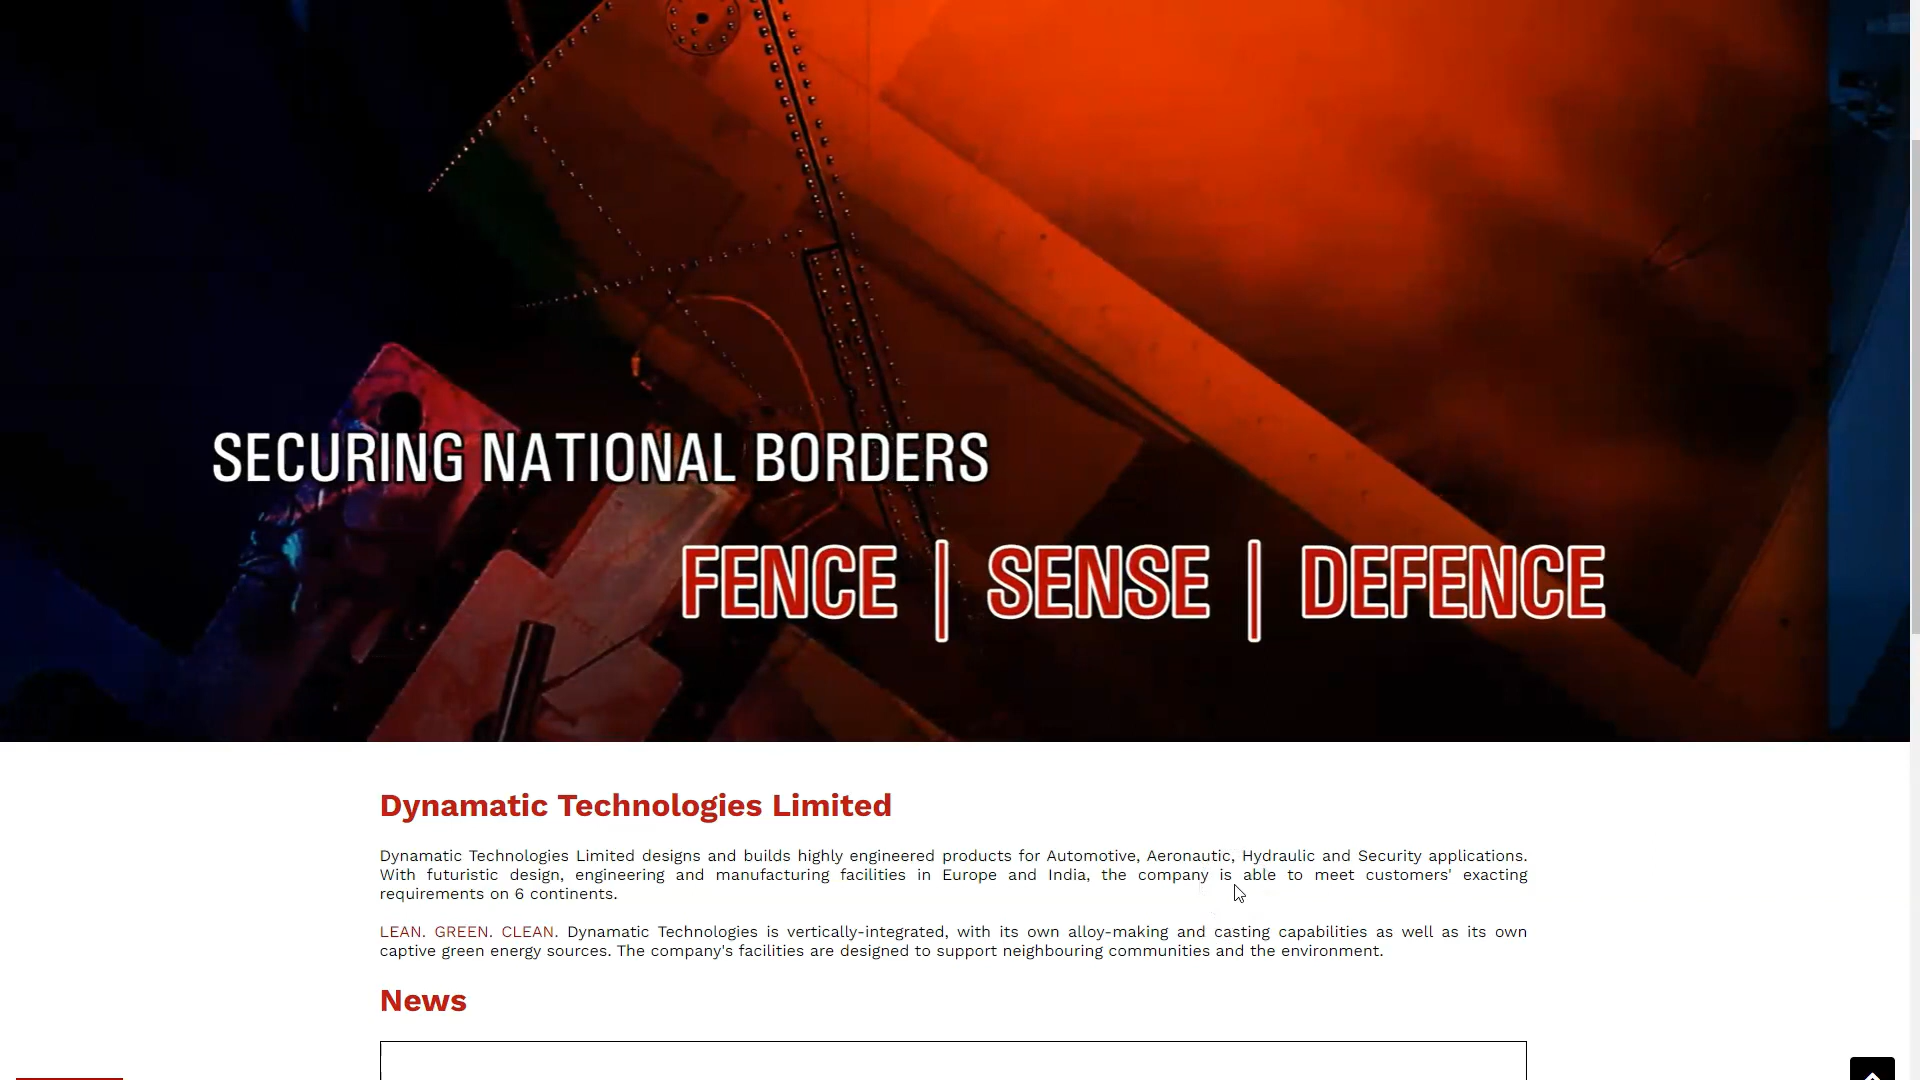 SECURING NATIONAL BORDERS
FENCE | SENSE | DEFENCE
Dynamatic Technologies Limited
Dynamatic Technologies Limited designs and builds highly engineered products for Automotive, Aeronautic, Hydraulic and Security applications.
With futuristic design, engineering and manufacturing facilities in Europe and India, the company is able to meet customers' exacting
requirements on 6 continents.
LEAN. GREEN. CLEAN. Dynamatic Technologies is vertically-integrated, with its own alloy-making and casting capabilities as well as its own
captive green energy sources. The company's facilities are designed to support neighbouring communities and the environment.
News